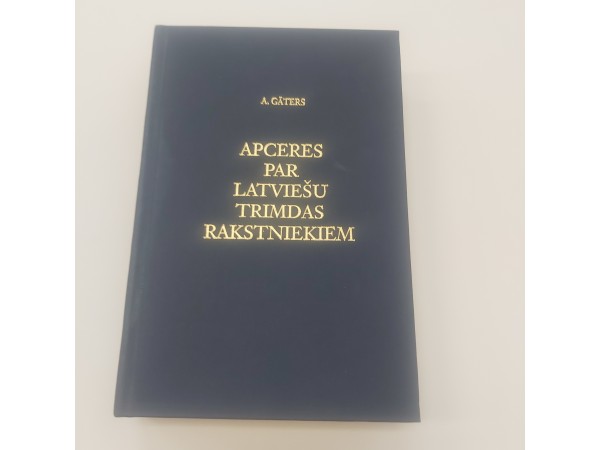 A. GĀTERS
APCERES
PAR
LATVIEŠU
TRIMDAS
RAKSTNIEKIEM